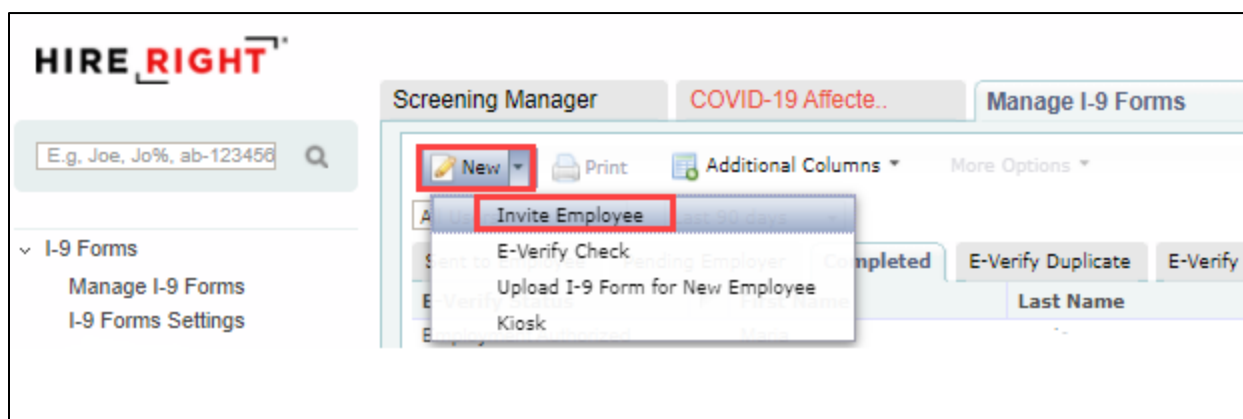 HIRE RIGHT
Screening Manager COVID-19 Affecte.. Manage I-9 Forms
E.g, Joe, Jo%, ab-123456
New Print Additional Columns More Options
Invite Employee
E-Verify Check
Upload I-9 Form for New Employee
Kiosk
I-9 Forms
Manage I-9 Forms
I-9 Forms Settings
90 days
Completed E-Verify Duplicate E-Verify
Last Name